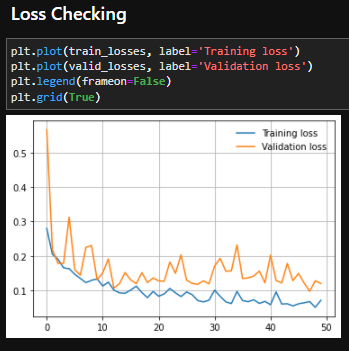 Loss Checking
plt.plot(train_losses, label='Training loss')
plt.plot(valid_losses, label='Validation loss')
plt.legend(frameon=False)
plt.grid(True)
Training loss
Validation loss
0.5
0.4
0.3
0.2
0.1
0 10 20 30 40 50